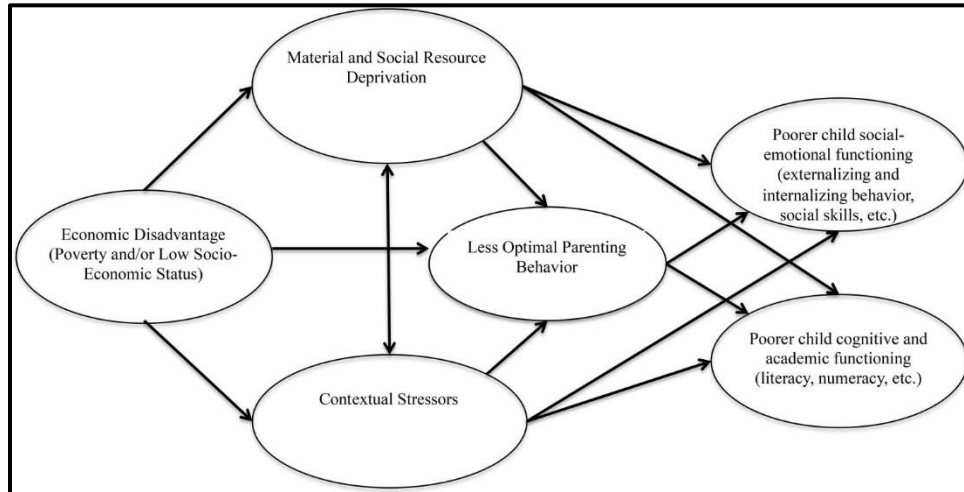 Material and Social Resource
Deprivation
Poorer child social-
emotional functioning
(externalizing and
internalizing behavior,
social skills, etc.)
Economic Disadvantage
(Poverty and/or Low Socio-
Economic Status)
Less Optimal Parenting
Behavior
Poorer child cognitive and
academic functioning
(literacy, numeracy, etc.)
Contextual Stressors